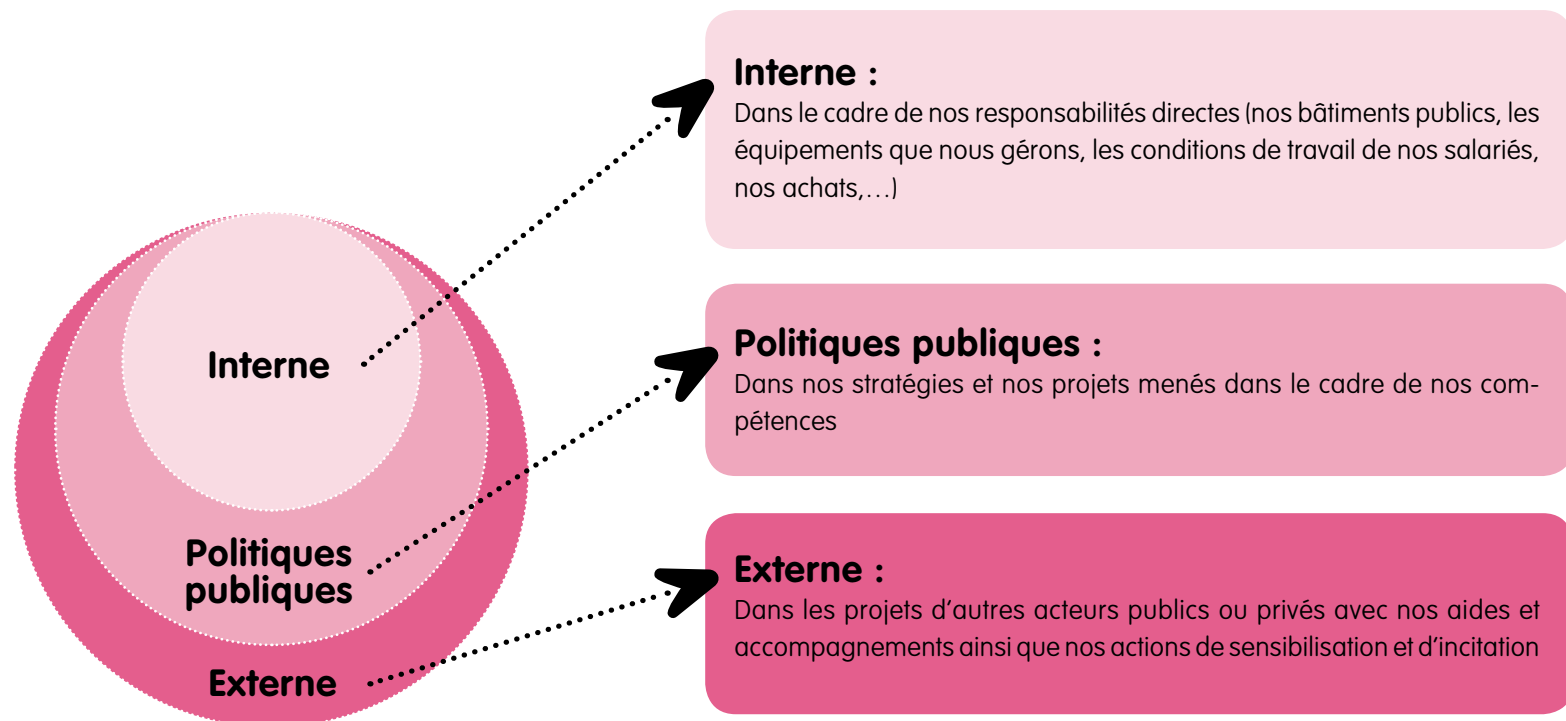 Interne :
Dans le cadre de nos responsabilités directes (nos bâtiments publics, les
équipements que nous gérons, les conditions de travail de nos salariés,
nos achats,…)
Interne
Politiques publiques :
Dans nos stratégies et nos projets menés dans le cadre de nos com-
pétences
Politiques
publiques
Externe :
Dans les projets d’autres acteurs publics ou privés avec nos aides et
accompagnements ainsi que nos actions de sensibilisation et d’incitation
Externe